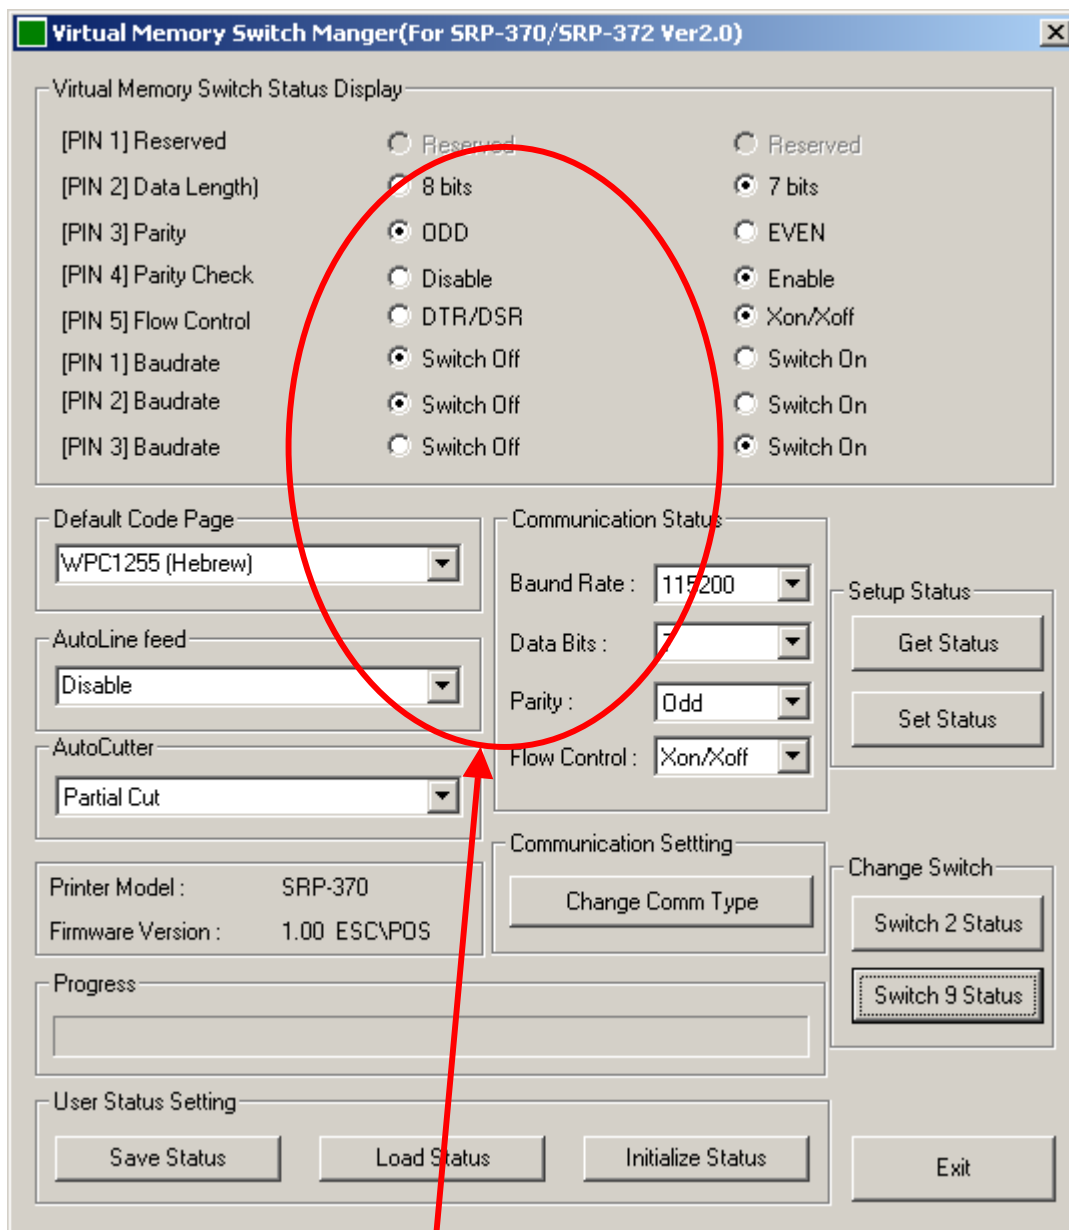 Virtual Memory Switch Manger(For SRP-370/SRP-372 Ver2.0)
Virtual Memory Switch Status Display
[PIN 1] Reserved Reserved Reserved
[PIN 2] Data Length) 8 bits 7 bits
[PIN 3] Parity ODD EVEN
[PIN 4] Parity Check Disable Enable
[PIN 5] Flow Control DTR/DSR Xon/Xoff
[PIN 1] Baudrate Switch Off Switch On
[PIN 2] Baudrate Switch Off Switch On
[PIN 3] Baudrate Switch Off Switch On
Default Code Page
WPC1255 (Hebrew)
AutoLine feed
Disable
AutoCutter
Partial Cut
Communication Status
Baund Rate : 115200
Data Bits : 7
Parity : Odd
Flow Control : Xon/Xoff
Setup Status
Get Status
Set Status
Printer Model : SRP-370
Firmware Version : 1.00 ESC\POS
Communication Settting
Change Comm Type
Change Switch
Switch 2 Status
Switch 9 Status
Progress
User Status Setting
Save Status Load Status Initialize Status
Exit